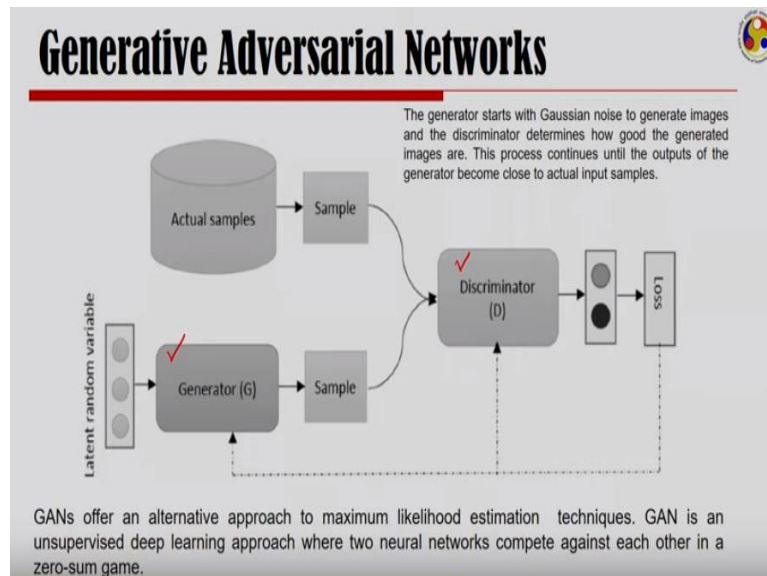 Generative Adversarial Networks
The generator starts with Gaussian noise to generate images
and the discriminator determines how good the generated
images are. This process continues until the outputs of the
generator become close to actual input samples.
Actual samples
Sample
Discriminator
(D)
Loss
Latent random variable
Generator (G)
Sample
GANs offer an alternative approach to maximum likelihood estimation techniques. GAN is an
unsupervised deep learning approach where two neural networks compete against each other in a
zero-sum game.